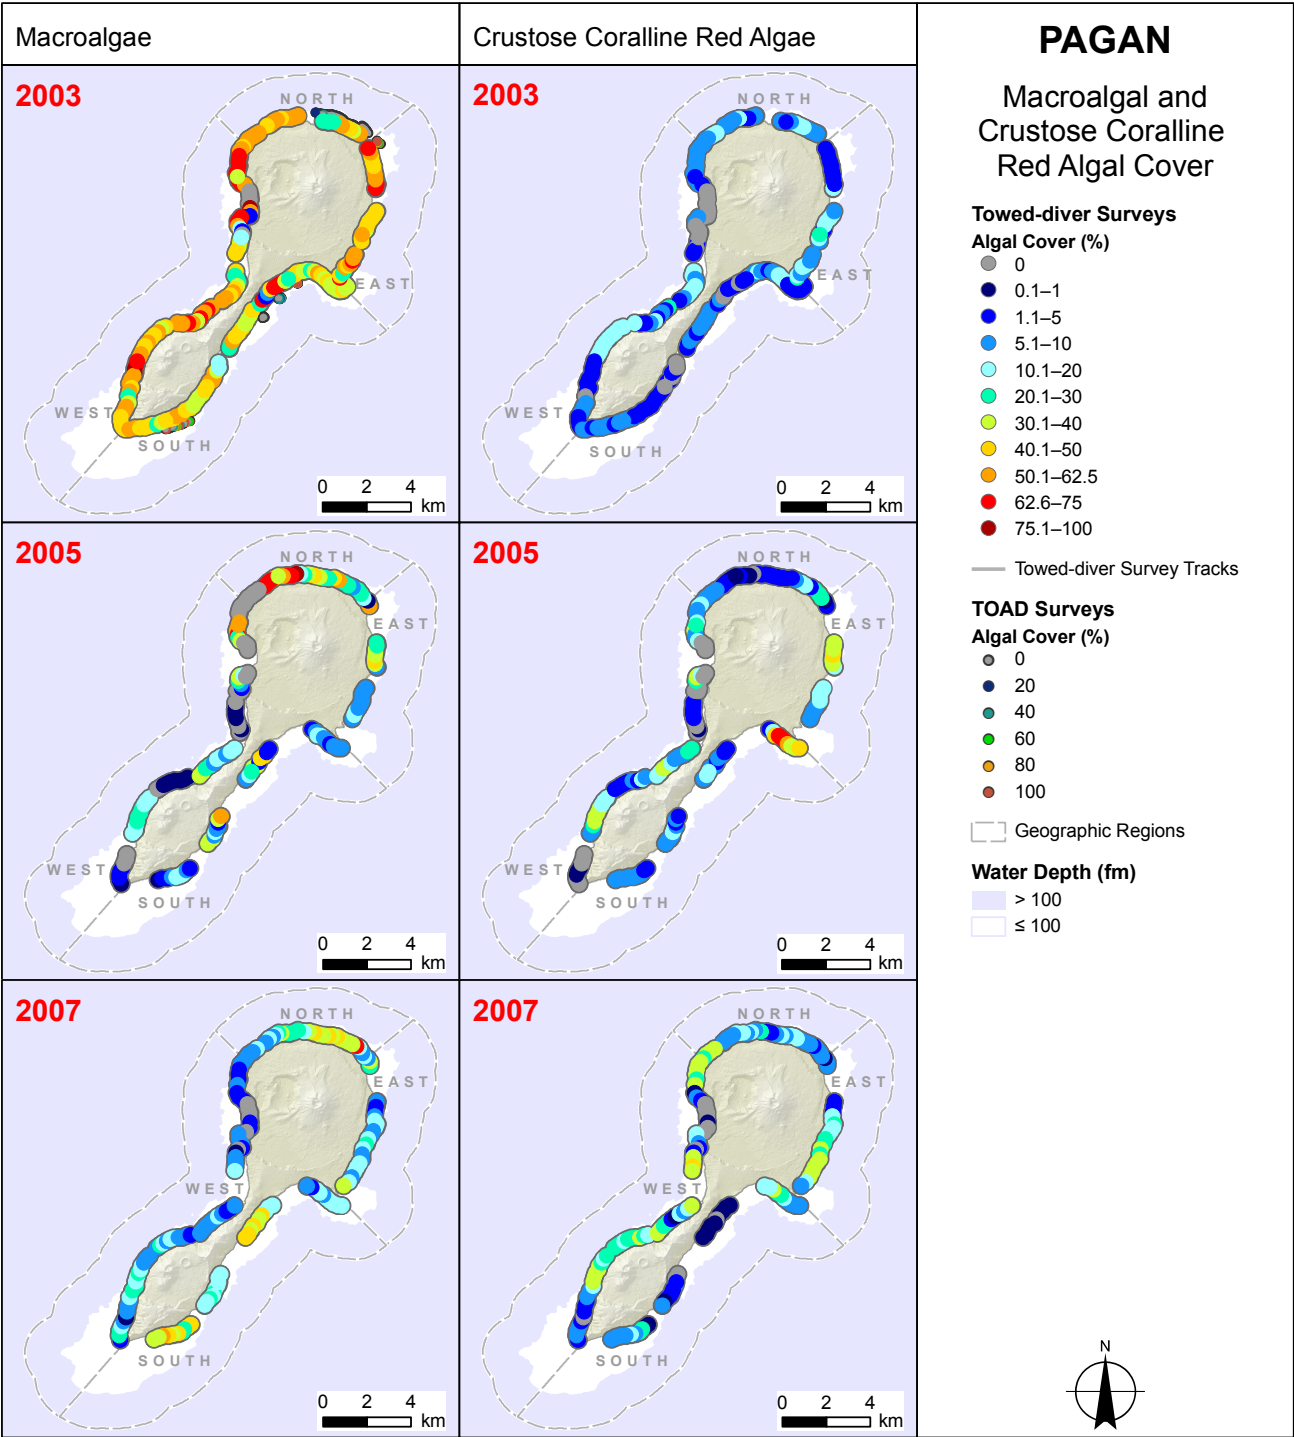 Macroalgae
Crustose Coralline Red Algae
2003
NORTH
EAST
WEST
SOUTH
0 2 4
km
2003
NORTH
EAST
WEST
SOUTH
0 2 4
km
2005
NORTH
EAST
WEST
SOUTH
0 2 4
km
2005
NORTH
EAST
WEST
SOUTH
0 2 4
km
2007
NORTH
EAST
WEST
SOUTH
0 2 4
km
2007
NORTH
EAST
WEST
SOUTH
0 2 4
km
PAGAN
Macroalgal and
Crustose Coralline
Red Algal Cover
Towed-diver Surveys
Algal Cover (%)
0
0.1–1
1.1–5
5.1–10
10.1–20
20.1–30
30.1–40
40.1–50
50.1–62.5
62.6–75
75.1–100
Towed-diver Survey Tracks
TOAD Surveys
Algal Cover (%)
0
20
40
60
80
100
Geographic Regions
Water Depth (fm)
> 100
≤ 100
N